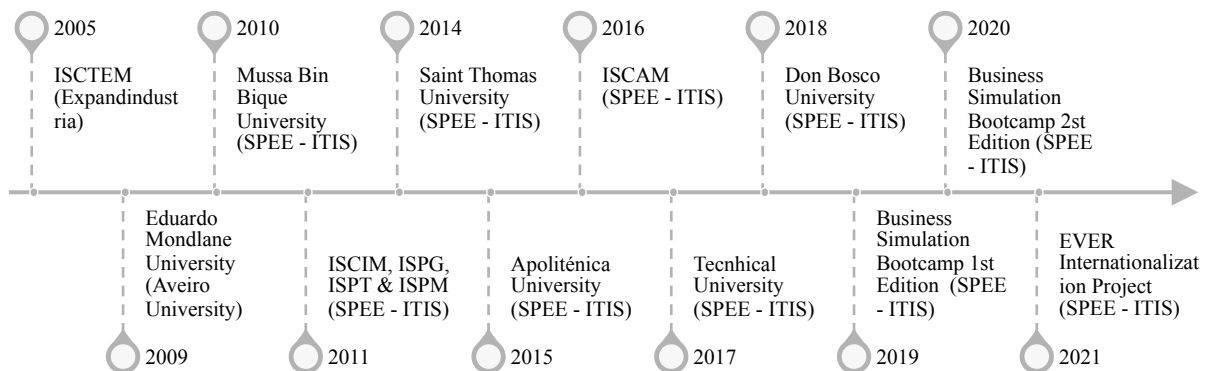 2005
ISCTEM
(Expandindust
ria)
2010
Mussa Bin
Bique
University
(SPEE - ITIS)
2014
Saint Thomas
University
(SPEE - ITIS)
2016
ISCAM
(SPEE - ITIS)
2018
Don Bosco
University
(SPEE - ITIS)
2020
Business
Simulation
Bootcamp 2st
Edition (SPEE
- ITIS)
Eduardo
Mondlane
University
(Aveiro
University)
2009
ISCIM, ISPG,
ISPT & ISPM
(SPEE - ITIS)
2011
Apoliténica
University
(SPEE - ITIS)
2015
Tecnhical
University
(SPEE - ITIS)
2017
Business
Simulation
Bootcamp 1st
Edition (SPEE
- ITIS)
2019
EVER
Internationalizat
ion Project
(SPEE - ITIS)
2021